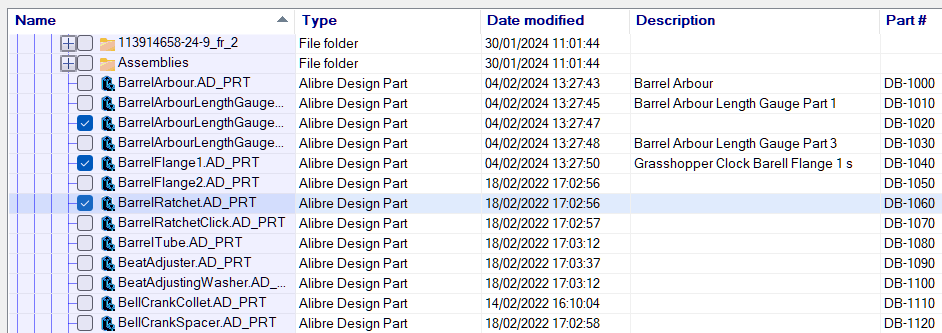 Name Type Date modified Description Part #
113914658-24-9_fr_2 File folder 30/01/2024 11:01:44
Assemblies File folder 30/01/2024 11:01:44
BarrelArbour.AD_PRT Alibre Design Part 04/02/2024 13:27:43 Barrel Arbour DB-1000
BarrelArbourLengthGauge... Alibre Design Part 04/02/2024 13:27:45 Barrel Arbour Length Gauge Part 1 DB-1010
BarrelArbourLengthGauge... Alibre Design Part 04/02/2024 13:27:47 DB-1020
BarrelArbourLengthGauge... Alibre Design Part 04/02/2024 13:27:48 Barrel Arbour Length Gauge Part 3 DB-1030
BarrelFlange1.AD_PRT Alibre Design Part 04/02/2024 13:27:50 Grasshopper Clock Barell Flange 1 s DB-1040
BarrelFlange2.AD_PRT Alibre Design Part 18/02/2022 17:02:56 DB-1050
BarrelRatchet.AD_PRT Alibre Design Part 18/02/2022 17:02:56 DB-1060
BarrelRatchetClick.AD_PRT Alibre Design Part 18/02/2022 17:02:57 DB-1070
BarrelTube.AD_PRT Alibre Design Part 18/02/2022 17:03:12 DB-1080
BeatAdjuster.AD_PRT Alibre Design Part 18/02/2022 17:03:37 DB-1090
BeatAdjustingWasher.AD_... Alibre Design Part 18/02/2022 17:03:12 DB-1100
BellCrankCollet.AD_PRT Alibre Design Part 14/02/2022 16:10:04 DB-1110
BellCrankSpacer.AD_PRT Alibre Design Part 18/02/2022 17:02:58 DB-1120